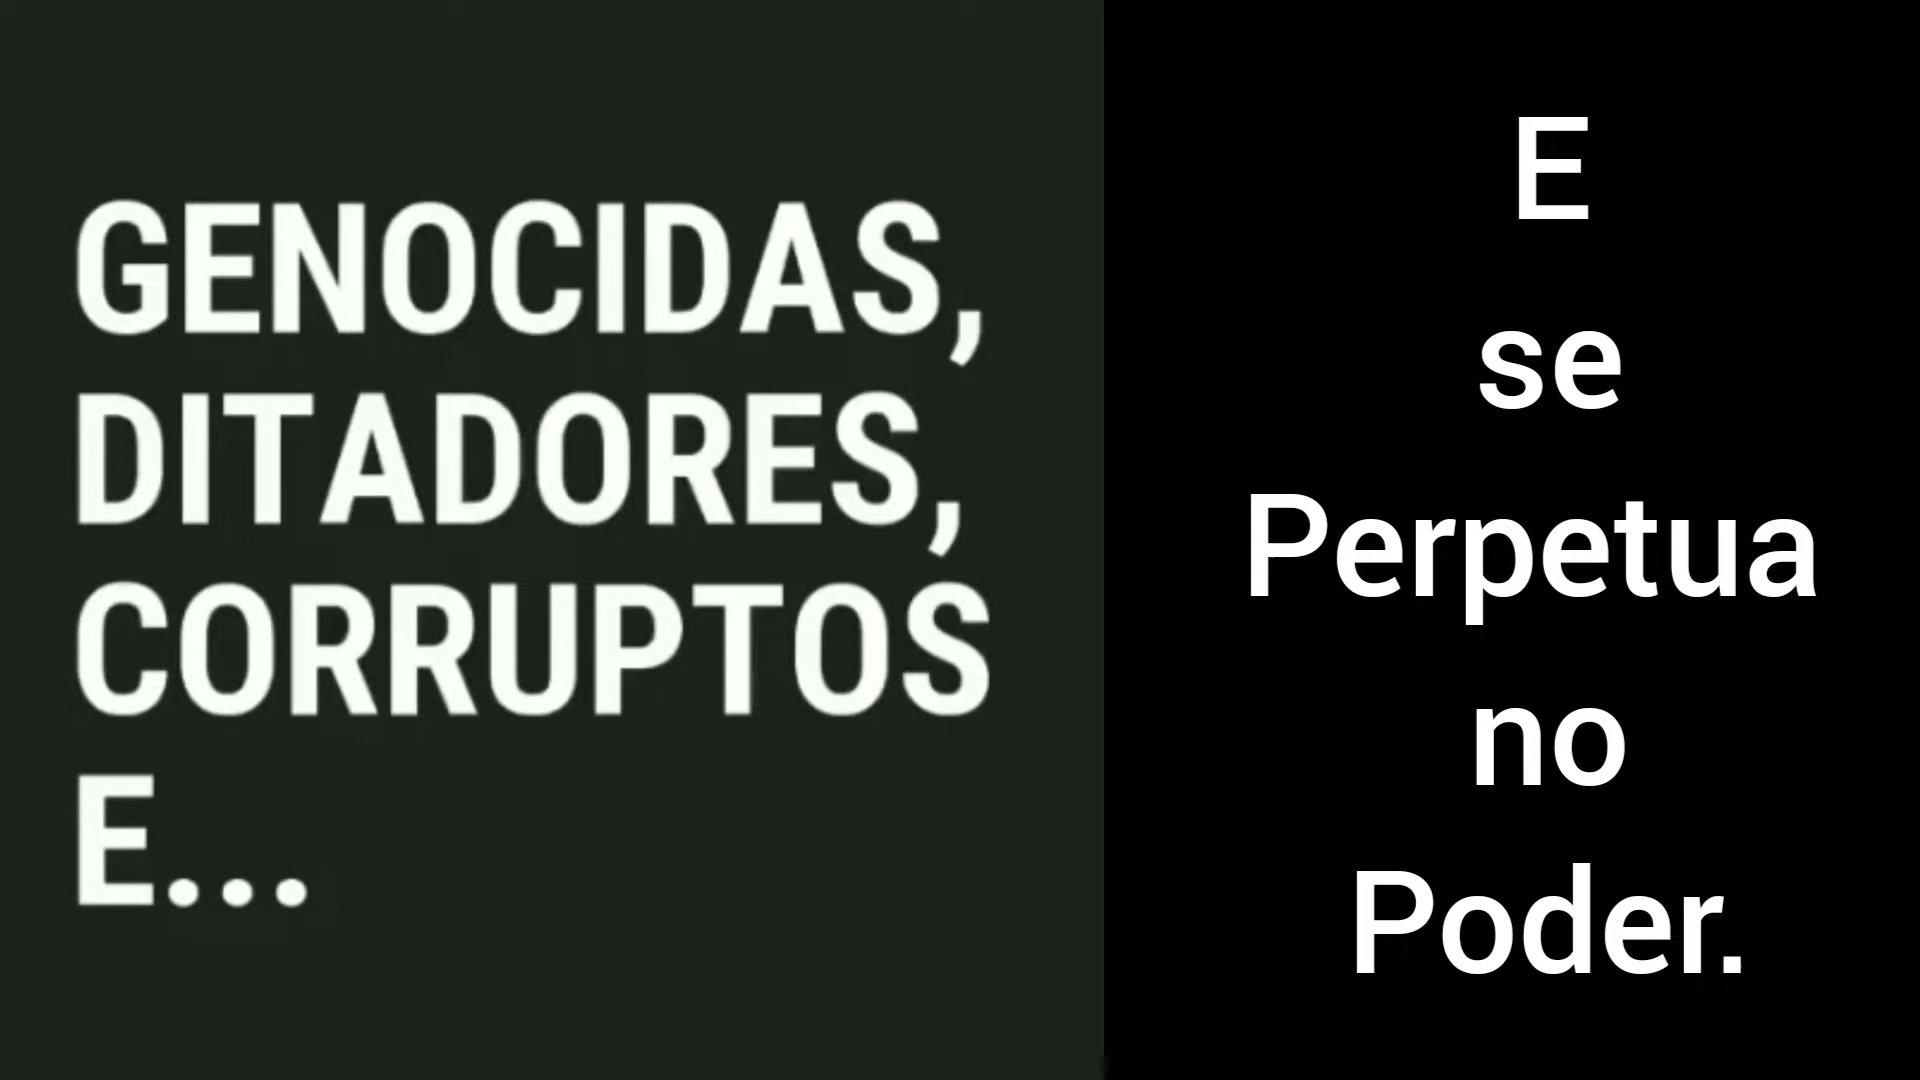 GENOCIDAS,
DITADORES,
CORRUPTOS
E...
E
se
Perpetua
no
Poder.